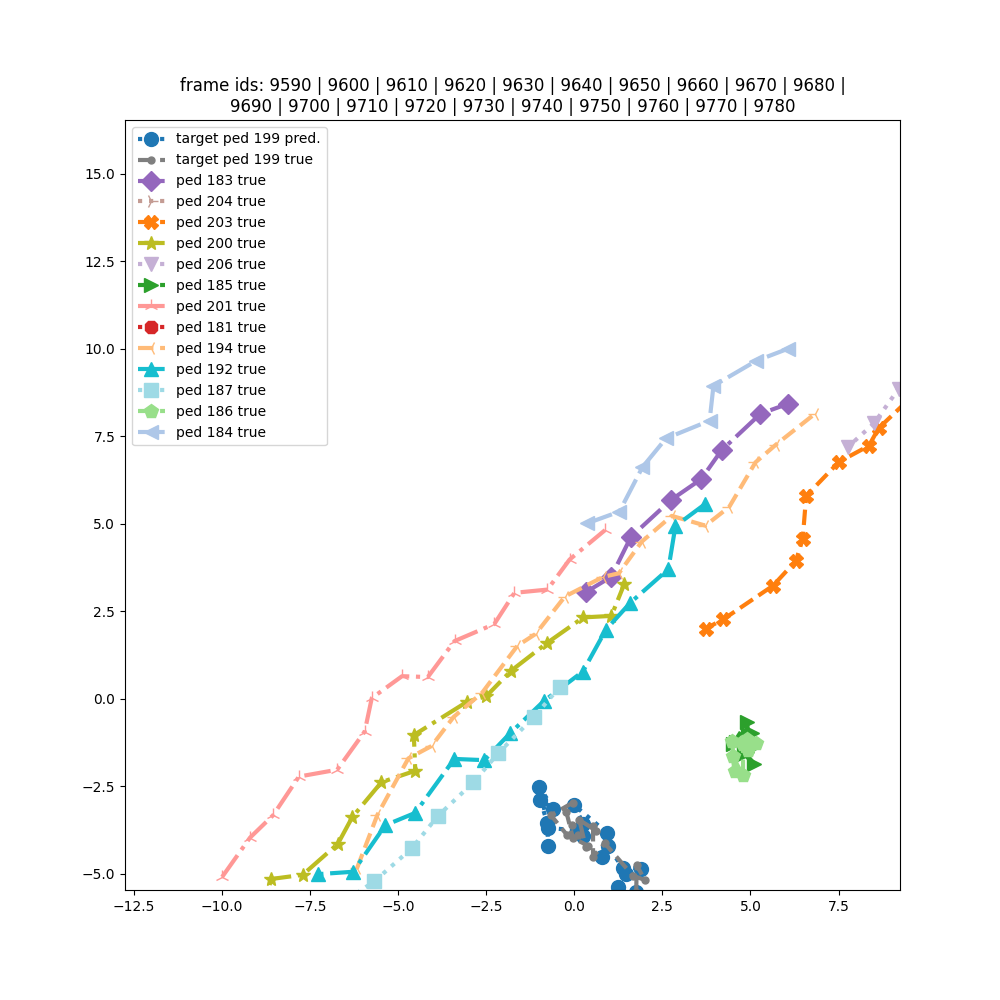 frame ids: 9590 | 9600 | 9610 | 9620 | 9630 | 9640 | 9650 | 9660 | 9670 | 9680 |
9690 | 9700 | 9710 | 9720 | 9730 | 9740 | 9750 | 9760 | 9770 | 9780
target ped 199 pred.
target ped 199 true
ped 183 true
ped 204 true
ped 203 true
ped 200 true
ped 206 true
ped 185 true
ped 201 true
ped 181 true
ped 194 true
ped 192 true
ped 187 true
ped 186 true
ped 184 true
15.0
12.5
10.0
7.5
5.0
2.5
0.0
−2.5
−5.0
−12.5 −10.0 −7.5 −5.0 −2.5 0.0 2.5 5.0 7.5